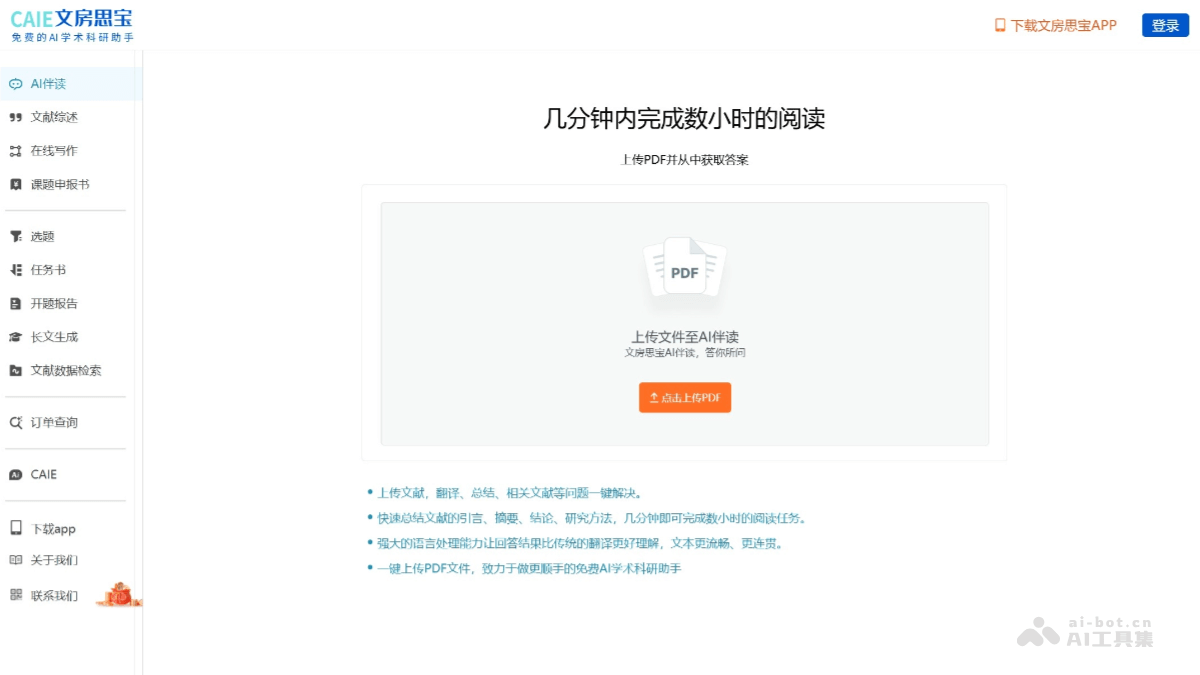 CAIE文房思宝
免费的AI学术科研助手
下载文房思宝APP
登录
AI伴读
文献综述
在线写作
课题申报书
选题
任务书
开题报告
长文生成
文献数据检索
订单查询
CAIE
下载app
关于我们
联系我们
几分钟内完成数小时的阅读
上传PDF并从中获取答案
PDF
上传文件至AI伴读
文房思宝AI伴读，答你所问
点击上传PDF
• 上传文献，翻译、总结、相关文献等问题一键解决。
• 快速总结文献的引言、摘要、结论、研究方法，几分钟即可完成数小时的阅读任务。
• 强大的语言处理能力让回答结果比传统的翻译更好理解，文本更流畅、更连贯。
• 一键上传PDF文件，致力于做更顺手的免费AI学术科研助手
ai-bot.cn
AI工具集